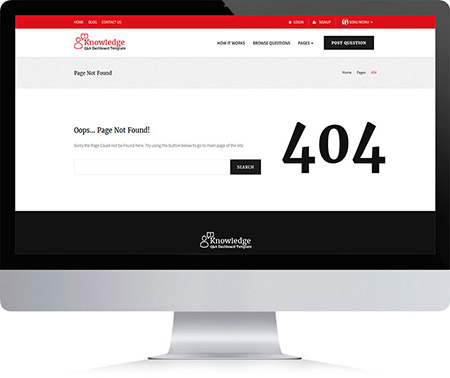 HOME BLOG CONTACT US LOGIN SIGNUP SONU MENU
Knowledge
Q&A Dashboard Template
HOW IT WORKS BROWSE QUESTIONS PAGES POST QUESTION
Page Not Found Home Pages 404
Oops... Page Not Found!
Sorry the Page Could not be Found here. Try using the button below to go to main page of the site
SEARCH
404
Knowledge
Q&A Dashboard Template